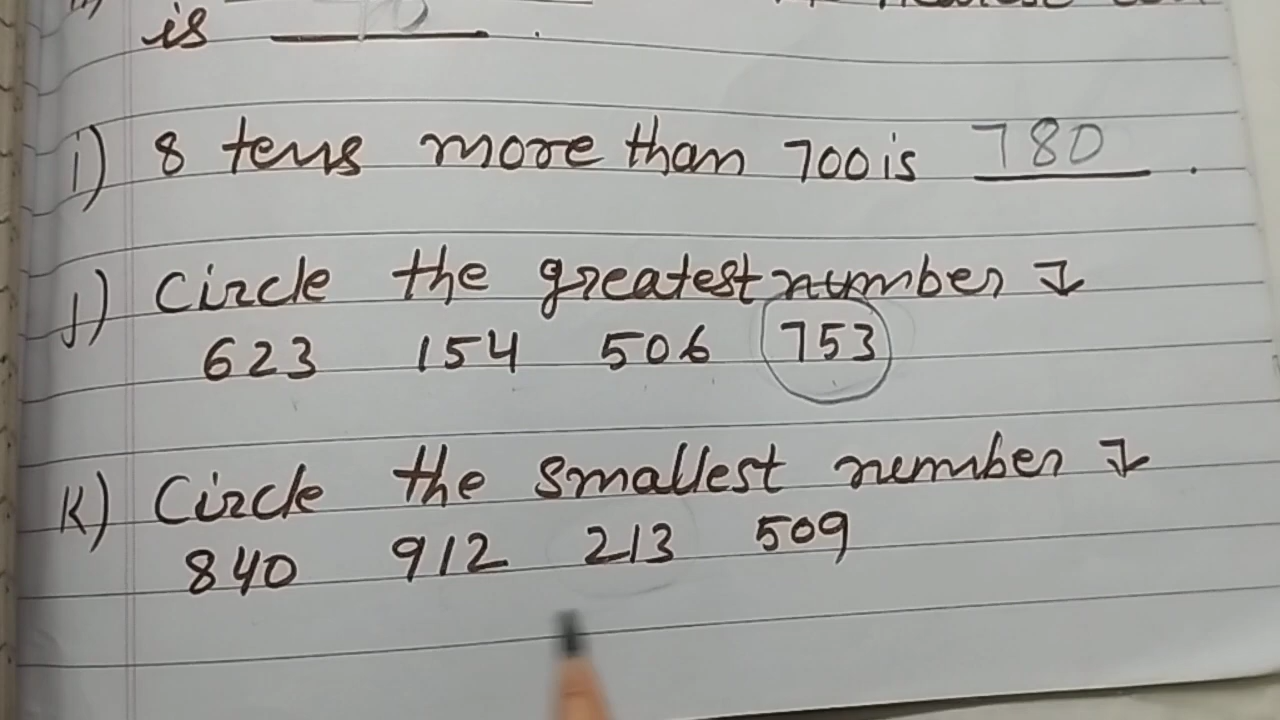 is
i) 8 tens more than 700 is 780.
j) Circle the greatest number
623 154 506 753
K) Circle the smallest number
840 912 213 509